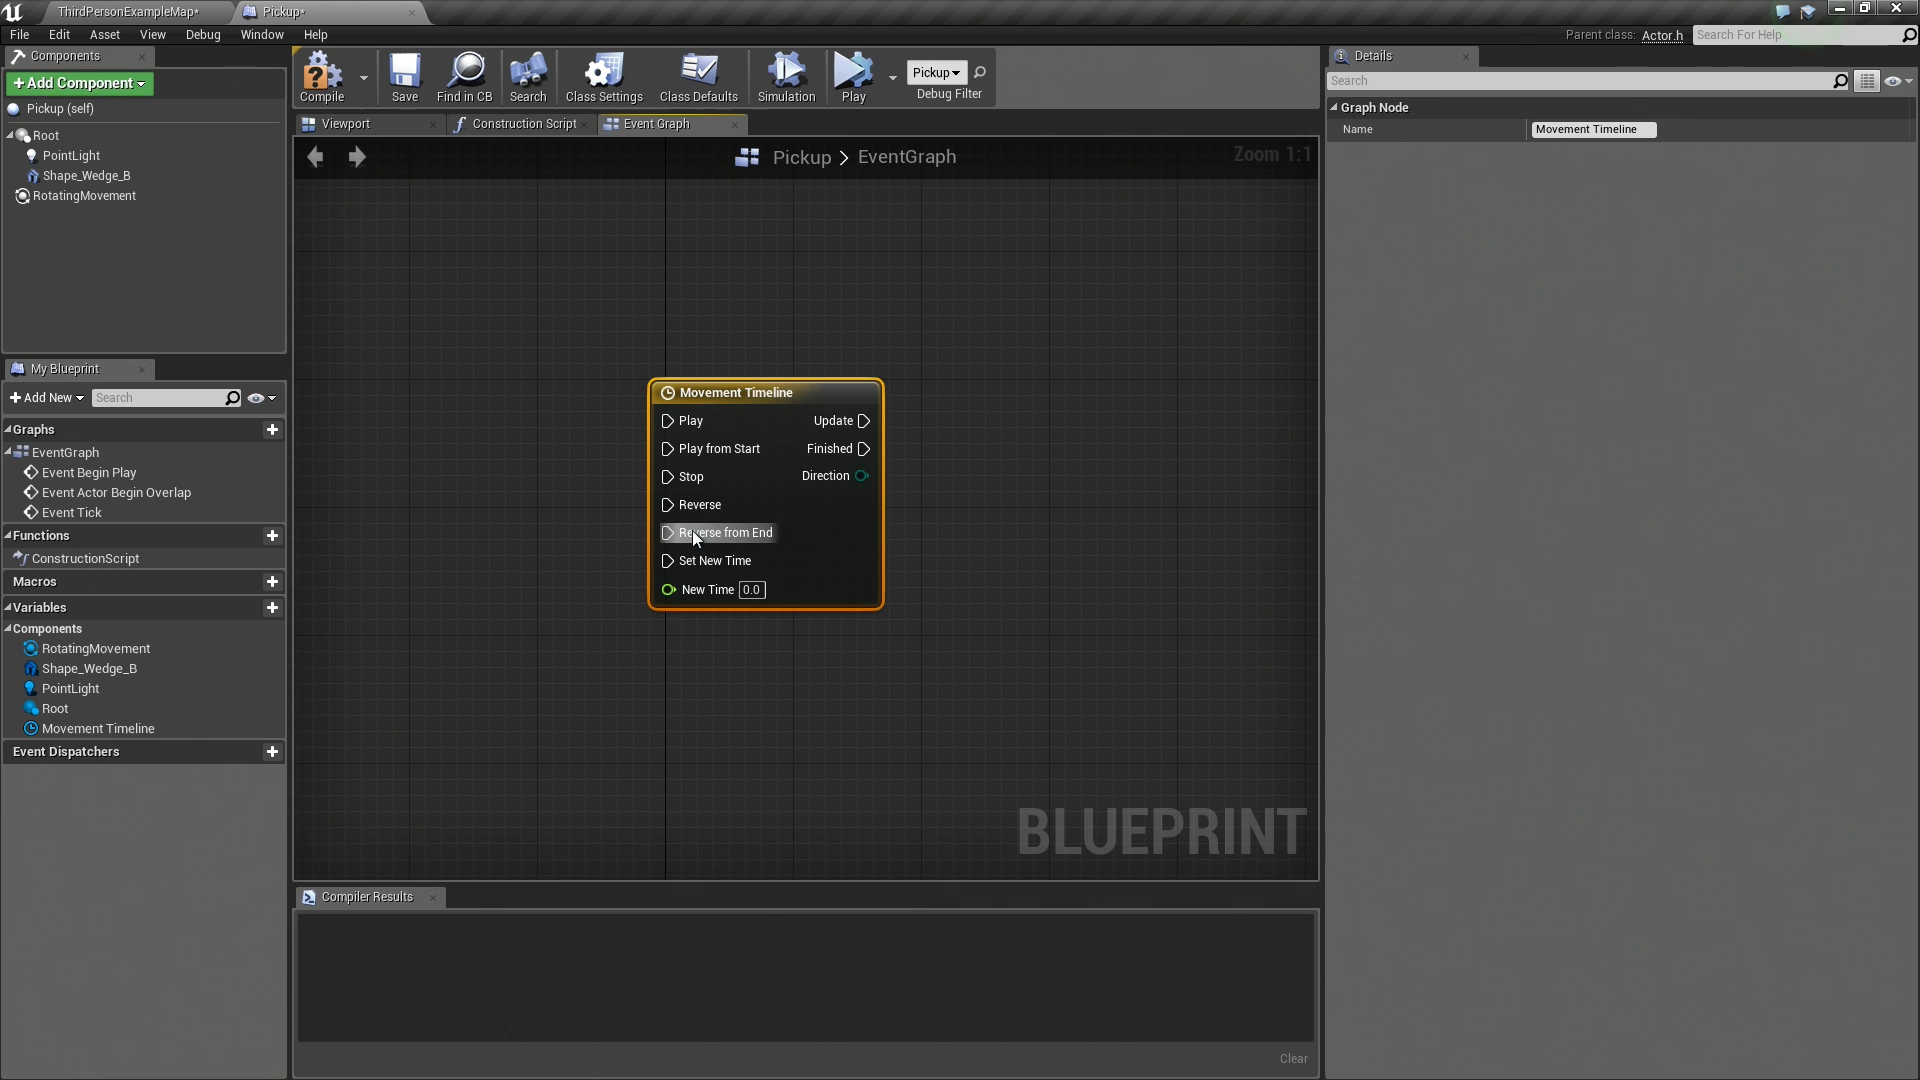 ThirdPersonExampleMap*
Pickup*
File Edit Asset View Debug Window Help
Parent class: Actor.h
Search For Help
Components
+ Add Component
Pickup (self)
Root
PointLight
Shape_Wedge_B
RotatingMovement
My Blueprint
+ Add New
Search
Graphs
EventGraph
Event Begin Play
Event Actor Begin Overlap
Event Tick
Functions
ConstructionScript
Macros
Variables
Components
RotatingMovement
Shape_Wedge_B
PointLight
Root
Movement Timeline
Event Dispatchers
Compile
Save
Find in CB
Search
Class Settings
Class Defaults
Simulation
Play
Pickup
Debug Filter
Viewport
Construction Script
Event Graph
Pickup > EventGraph
Zoom 1:1
Movement Timeline
Play Update
Play from Start Finished
Stop Direction
Reverse
Reverse from End
Set New Time
New Time 0.0
BLUEPRINT
Compiler Results
Clear
Details
Search
Graph Node
Name Movement Timeline